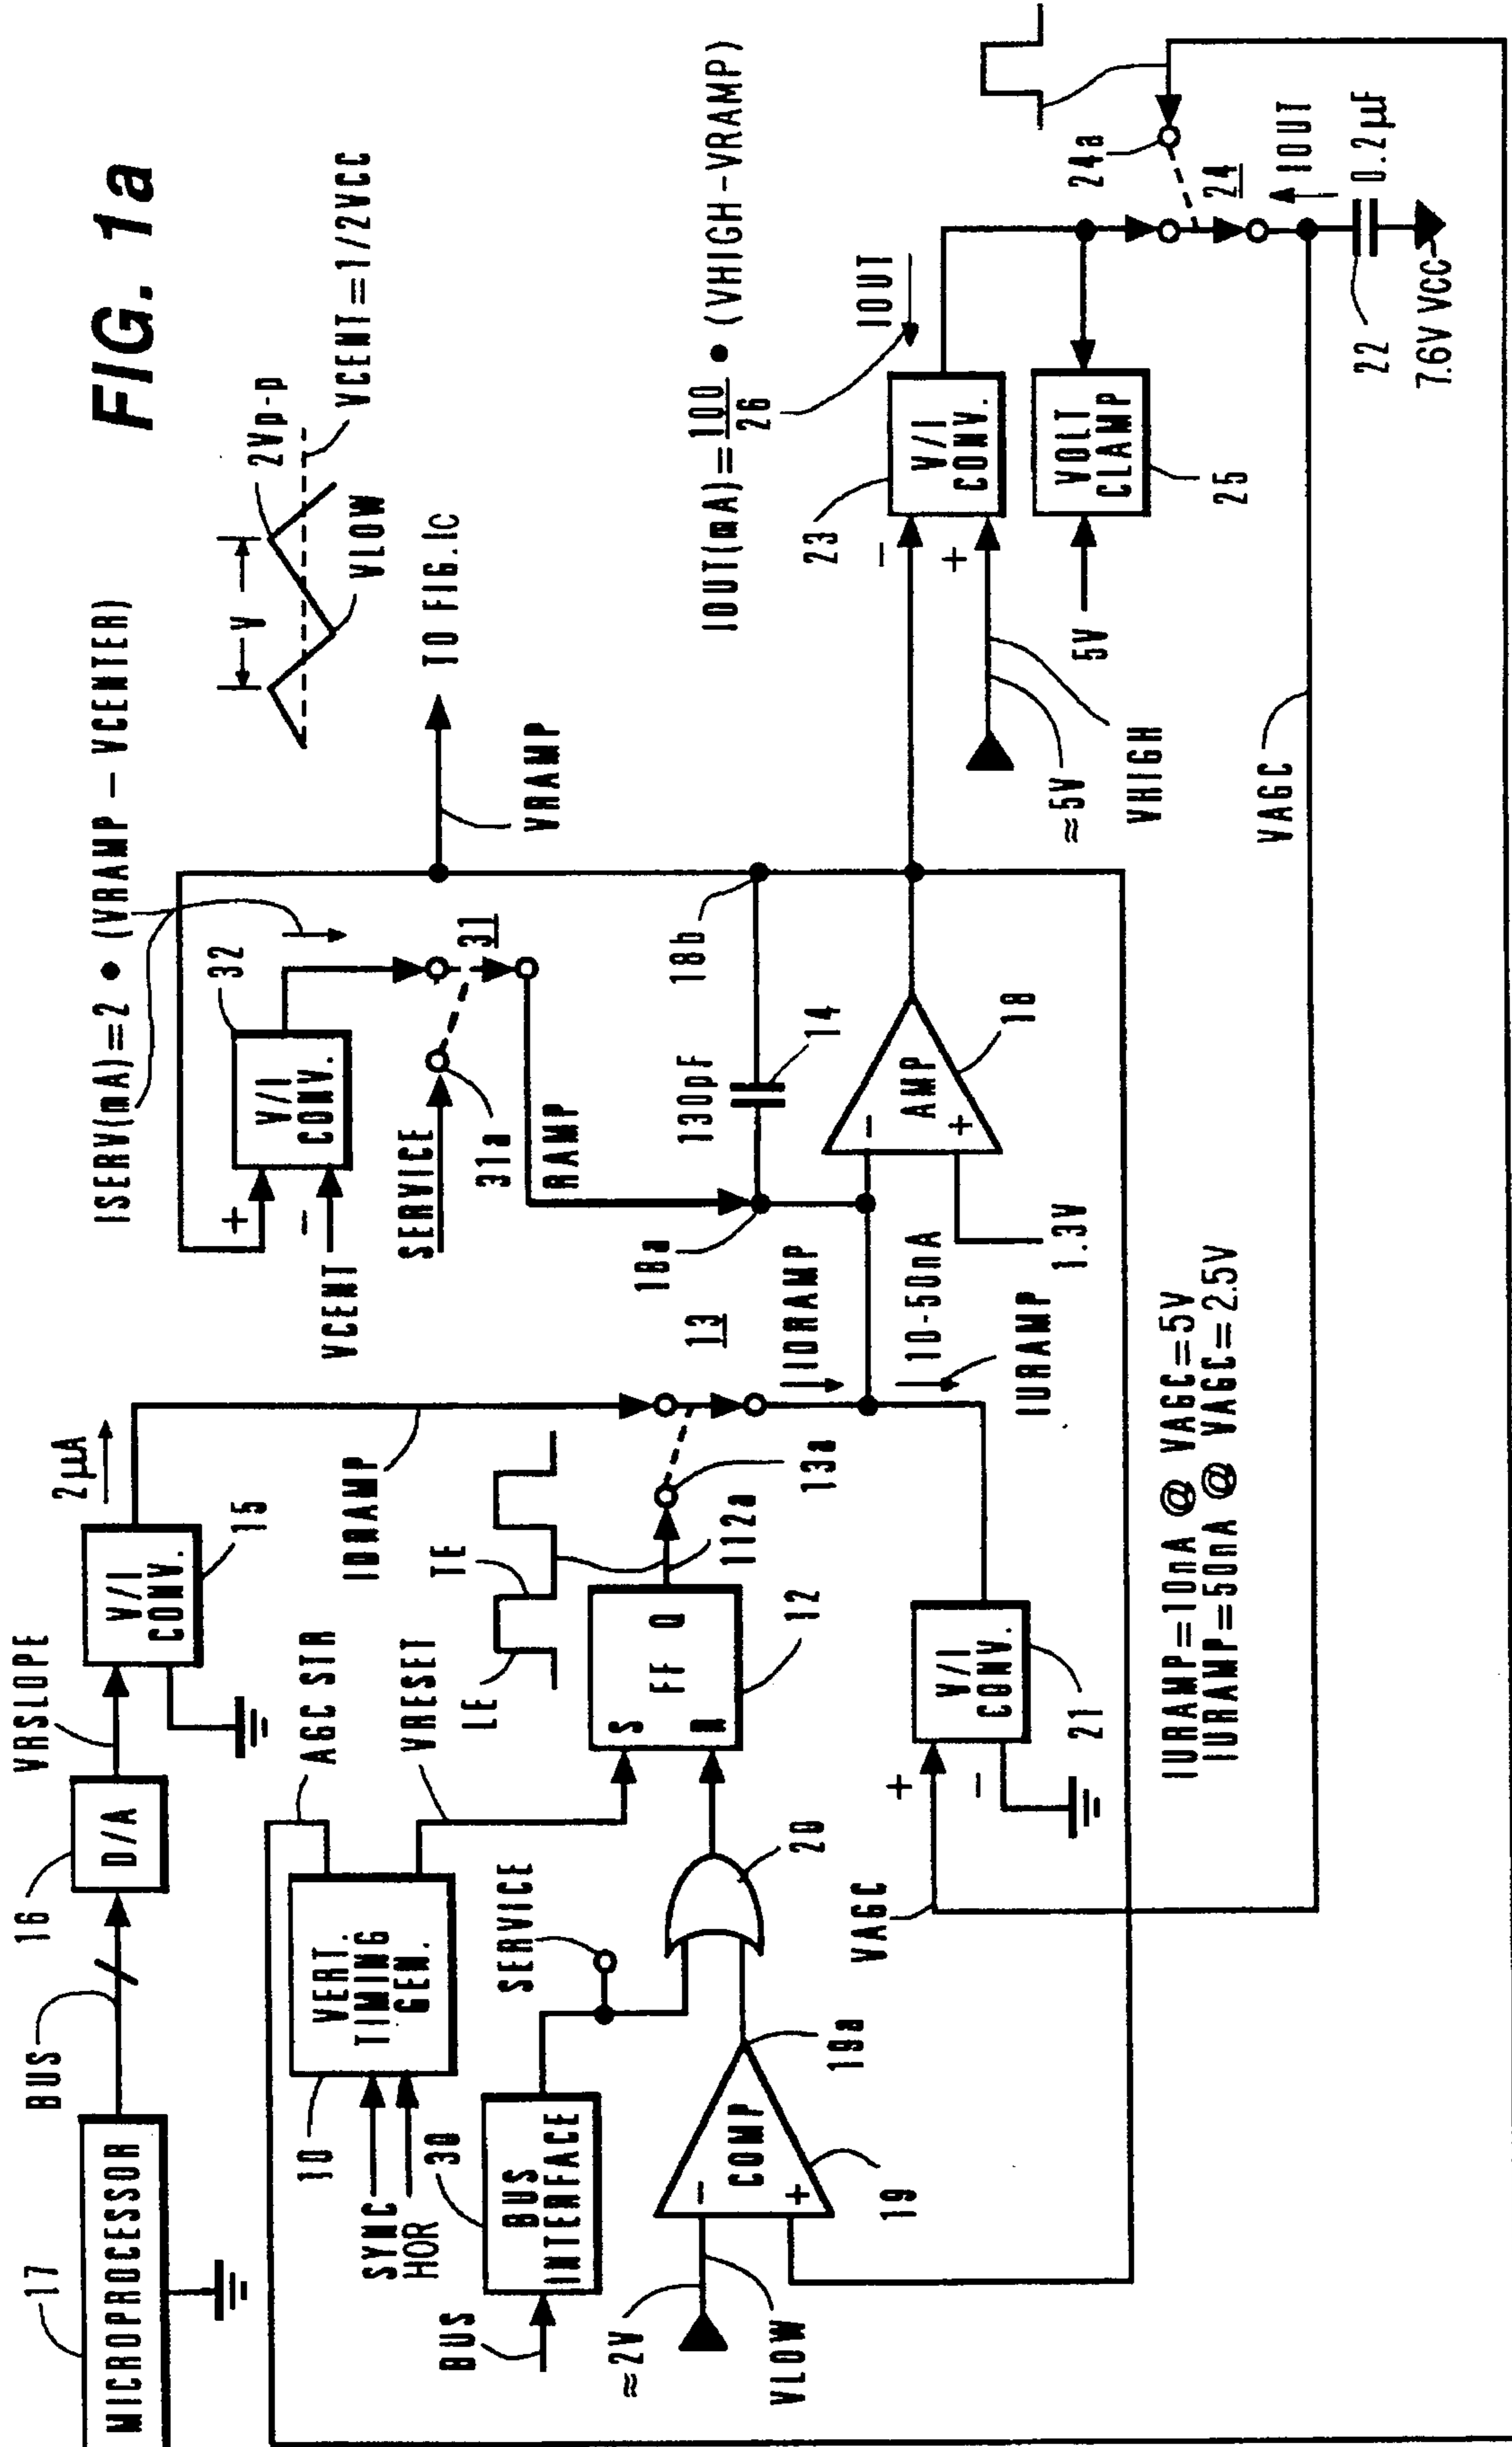 FIG. 1a
17
MICROPROCESSOR
BUS
16
D/A
VRSLOPE
V/I
CONV.
15
2µA
IDRAMP
ISERV(mA)=2 • (VRAMP – VCENTER)
V
2Vp-p
VCENT=1/2VCC
VLOW
10
SYNC
HOR
VERT.
TIMING
GEN.
AGC STR
VRESET
LE
TE
VCENT
+
–
V/I
CONV.
32
SERVICE
31a
31
RAMP
VRAMP
TO FIG.1c
BUS
30
BUS
INTERFACE
SERVICE
S
FF Q
R
12
112a
13a
13
≈2V
VLOW
–
COMP
+
19
19a
20
18a
130pF
14
18b
IIDRAMP
10-50nA
IURAMP
–
AMP
+
18
1.3V
IOUT(mA)=100/26 • (VHIGH-VRAMP)
23
–
+
V/I
CONV.
IOUT
≈5V
VHIGH
5V
VOLT
CLAMP
25
24a
24
IOUT
22
0.2µF
7.6V VCC
VAGC
+
–
V/I
CONV.
21
VAGC
IURAMP=10nA @ VAGC=5V
IURAMP=50nA @ VAGC=2.5V